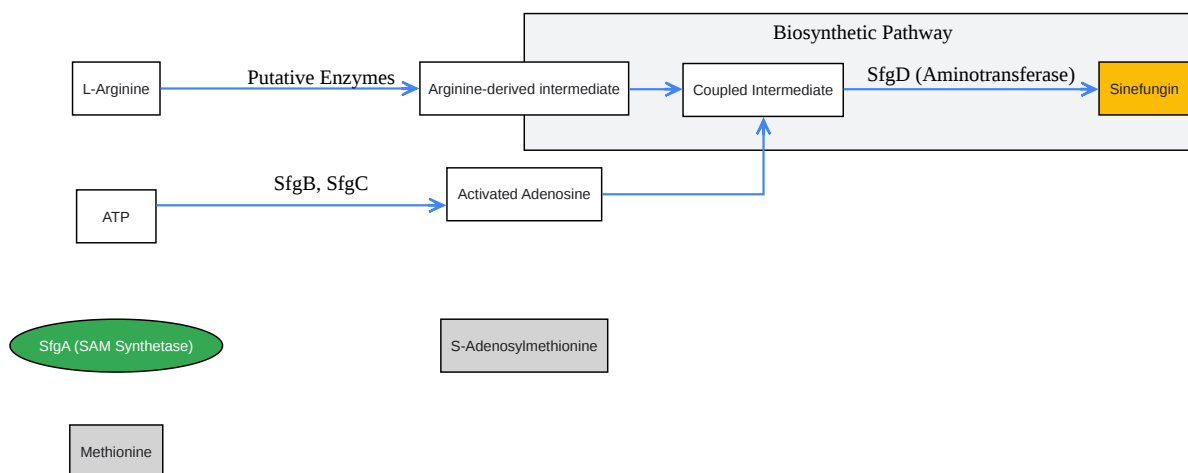 Biosynthetic Pathway
L-Arginine
Putative Enzymes
Arginine-derived intermediate
Coupled Intermediate
SfgD (Aminotransferase)
Sinefungin
ATP
SfgB, SfgC
Activated Adenosine
SfgA (SAM Synthetase)
S-Adenosylmethionine
Methionine